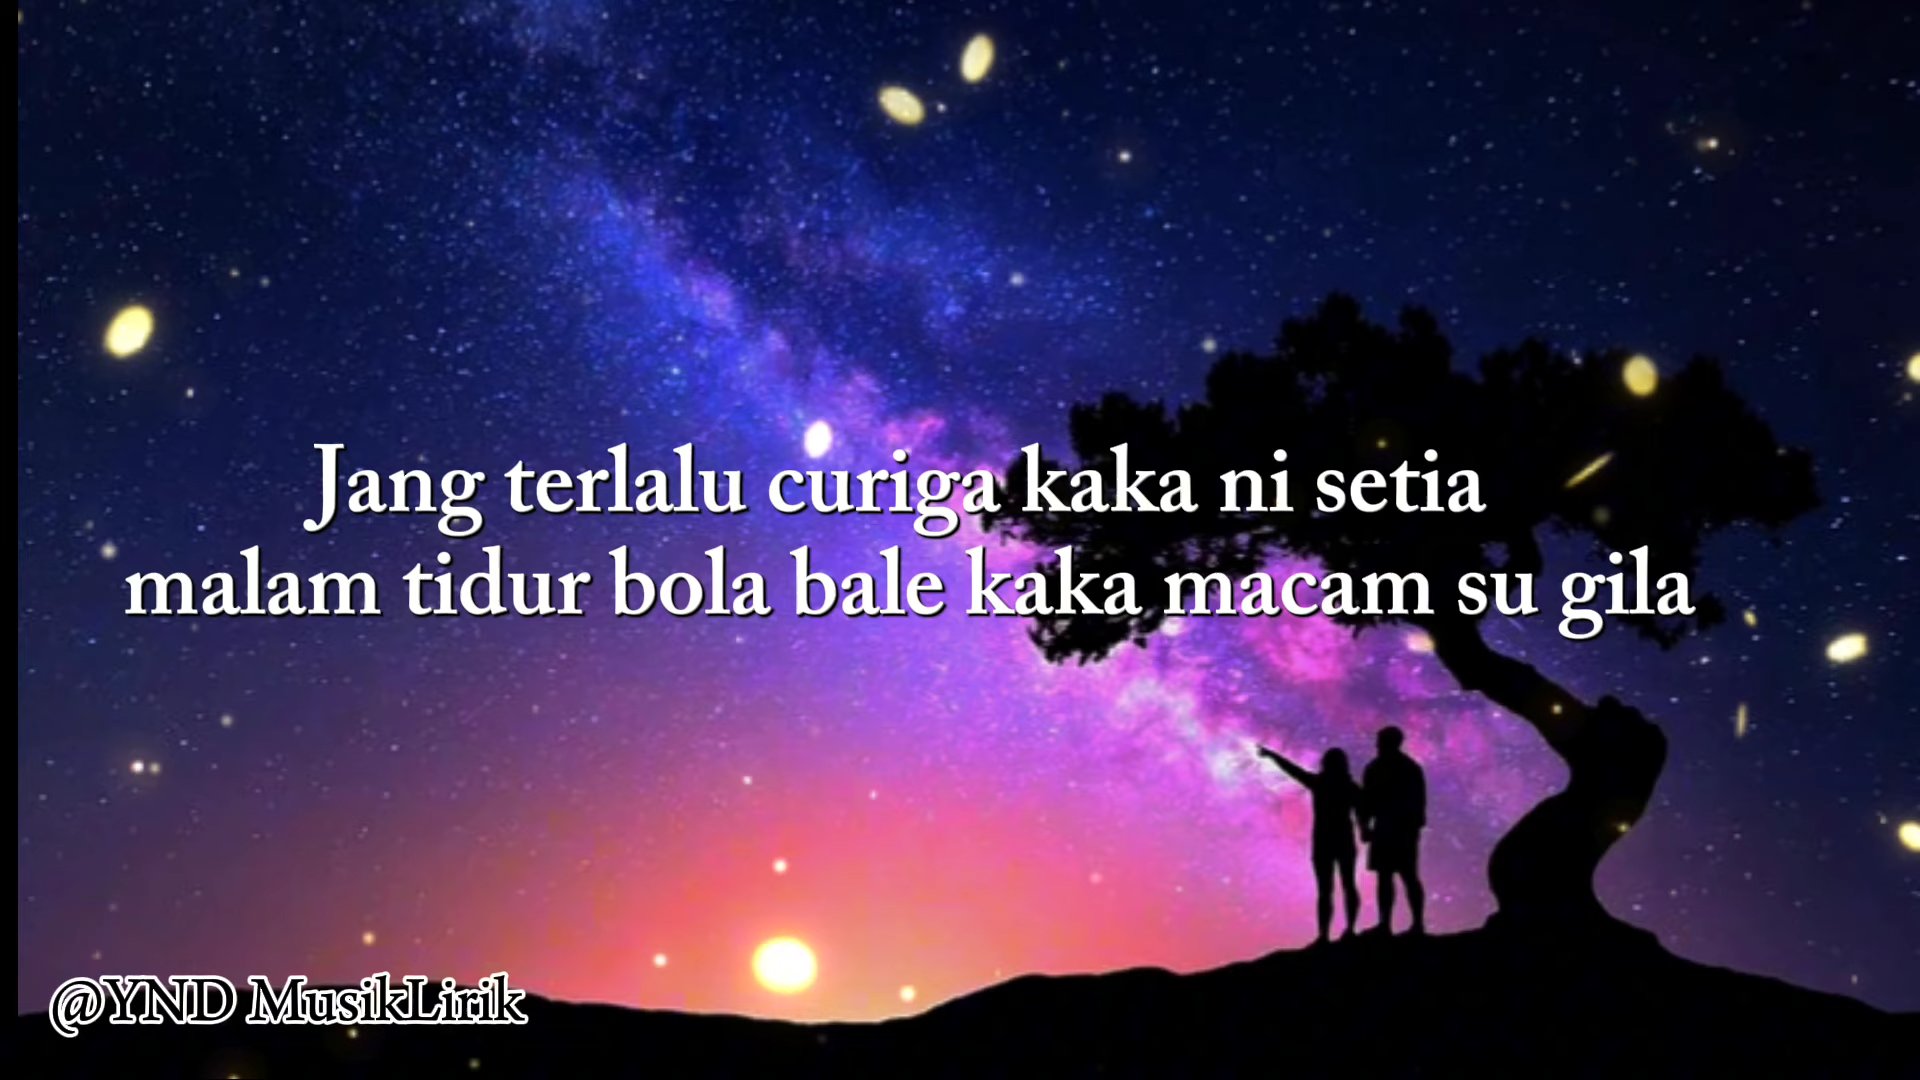 Jang terlalu curiga kaka ni setia
malam tidur bola bale kaka macam su gila
@YND MusikLirik